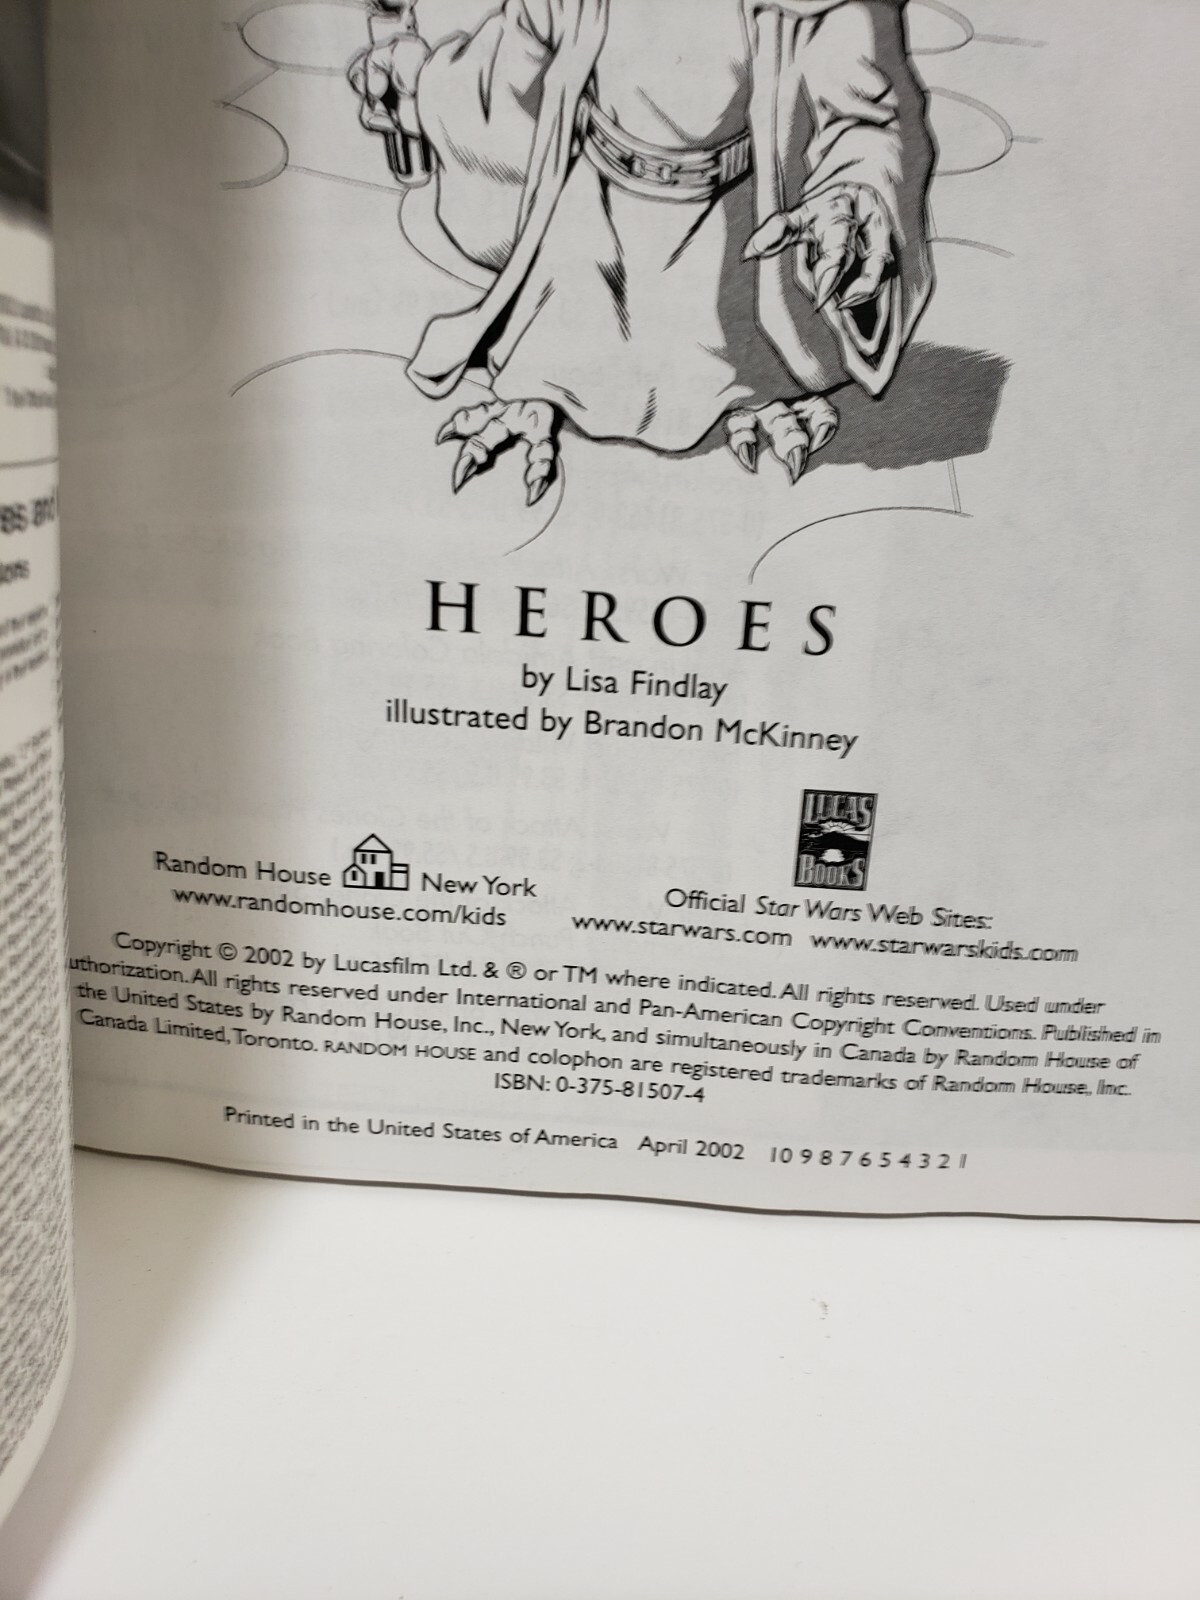 HEROES
by Lisa Findlay
illustrated by Brandon McKinney
LUCAS
BOOKS
Random House New York
www.randomhouse.com/kids
Official Star Wars Web Sites:
www.starwars.com www.starwarskids.com
Copyright © 2002 by Lucasfilm Ltd. & ® or TM where indicated. All rights reserved. Used under
uthorization. All rights reserved under International and Pan-American Copyright Conventions. Published in
the United States by Random House, Inc., New York, and simultaneously in Canada by Random House of
Canada Limited, Toronto. RANDOM HOUSE and colophon are registered trademarks of Random House, Inc.
ISBN: 0-375-81507-4
Printed in the United States of America April 2002 10 9 8 7 6 5 4 3 2 1